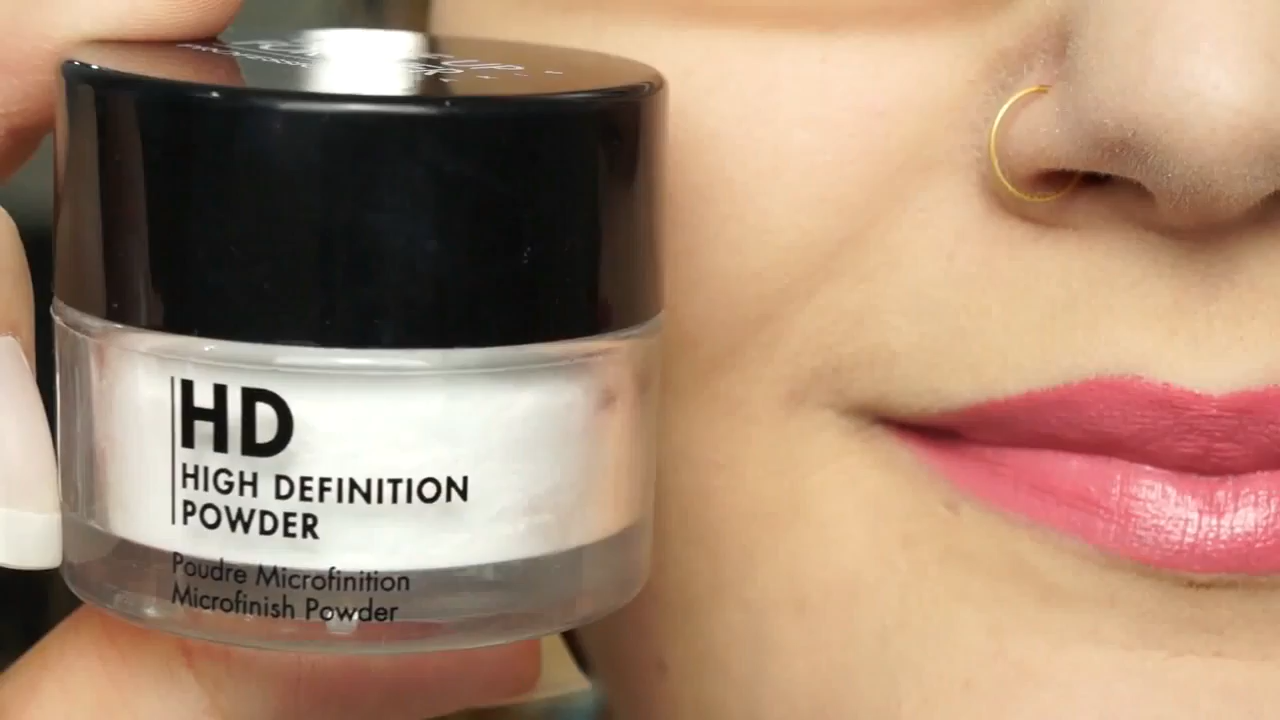 HD
HIGH DEFINITION
POWDER
Poudre Microfinition
Microfinish Powder